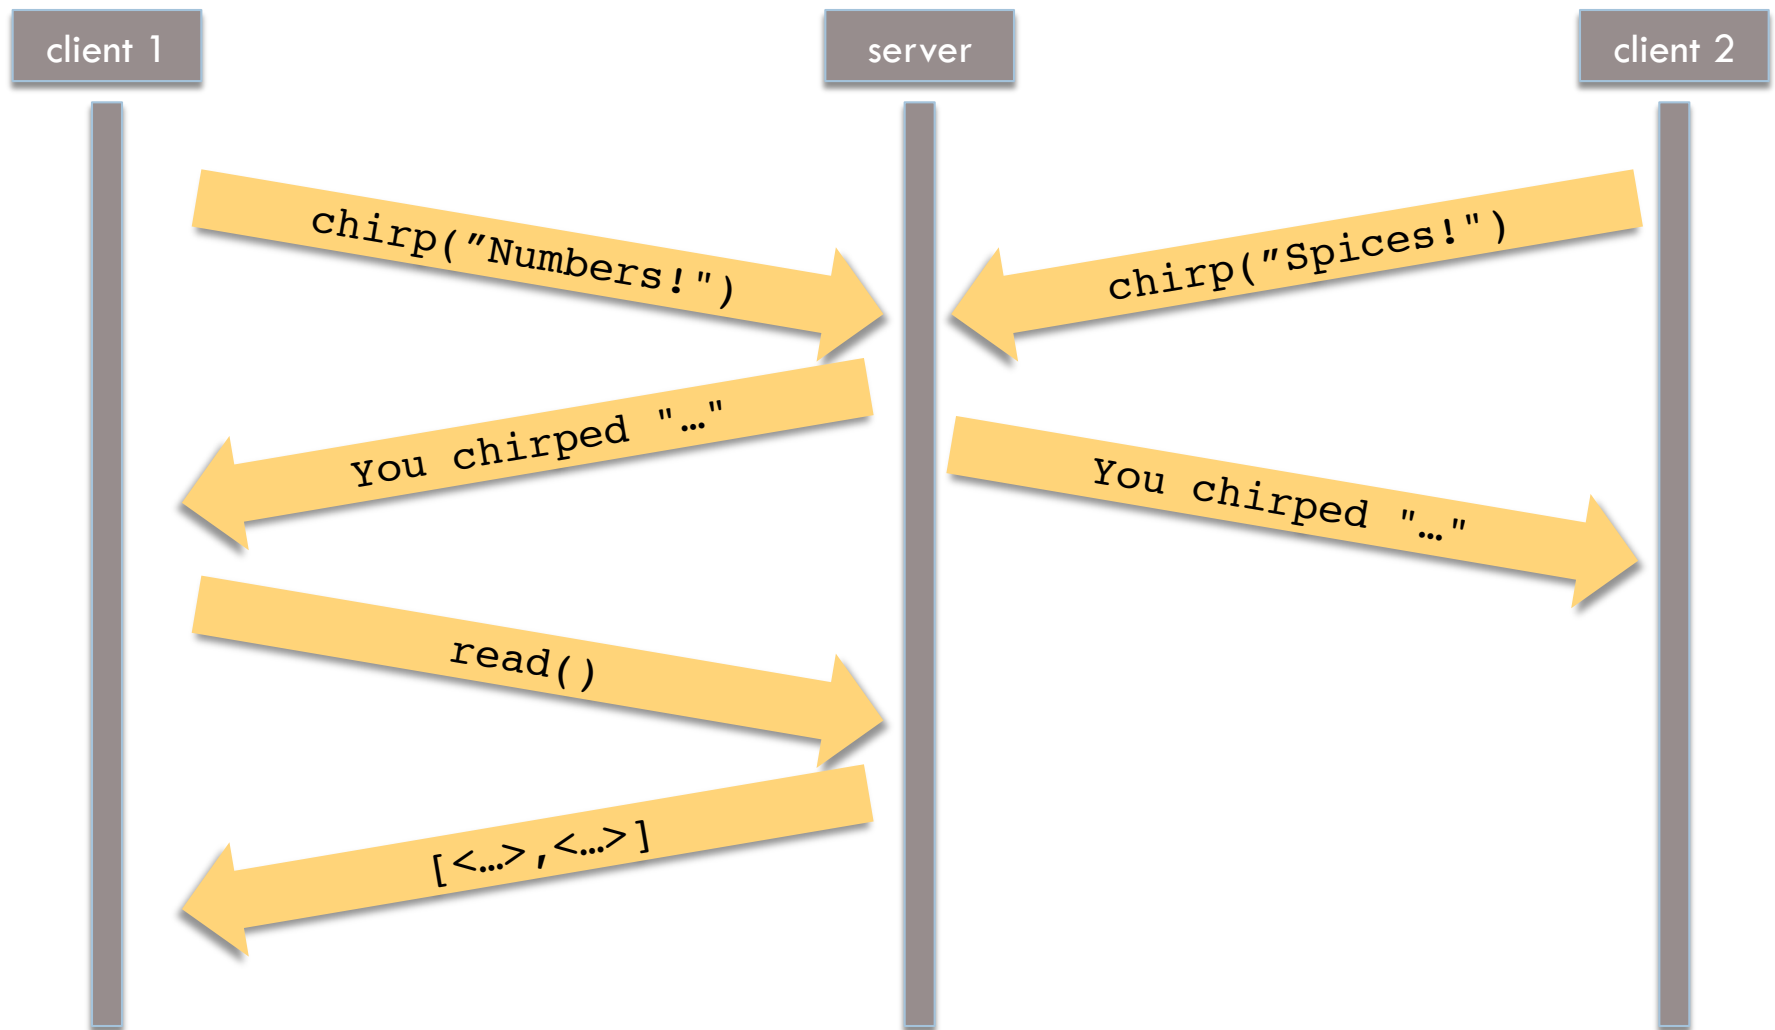 client 1
server
client 2
chirp(”Numbers!")
chirp(”Spices!")
You chirped "…"
You chirped "…"
read()
[<…>,<…>]